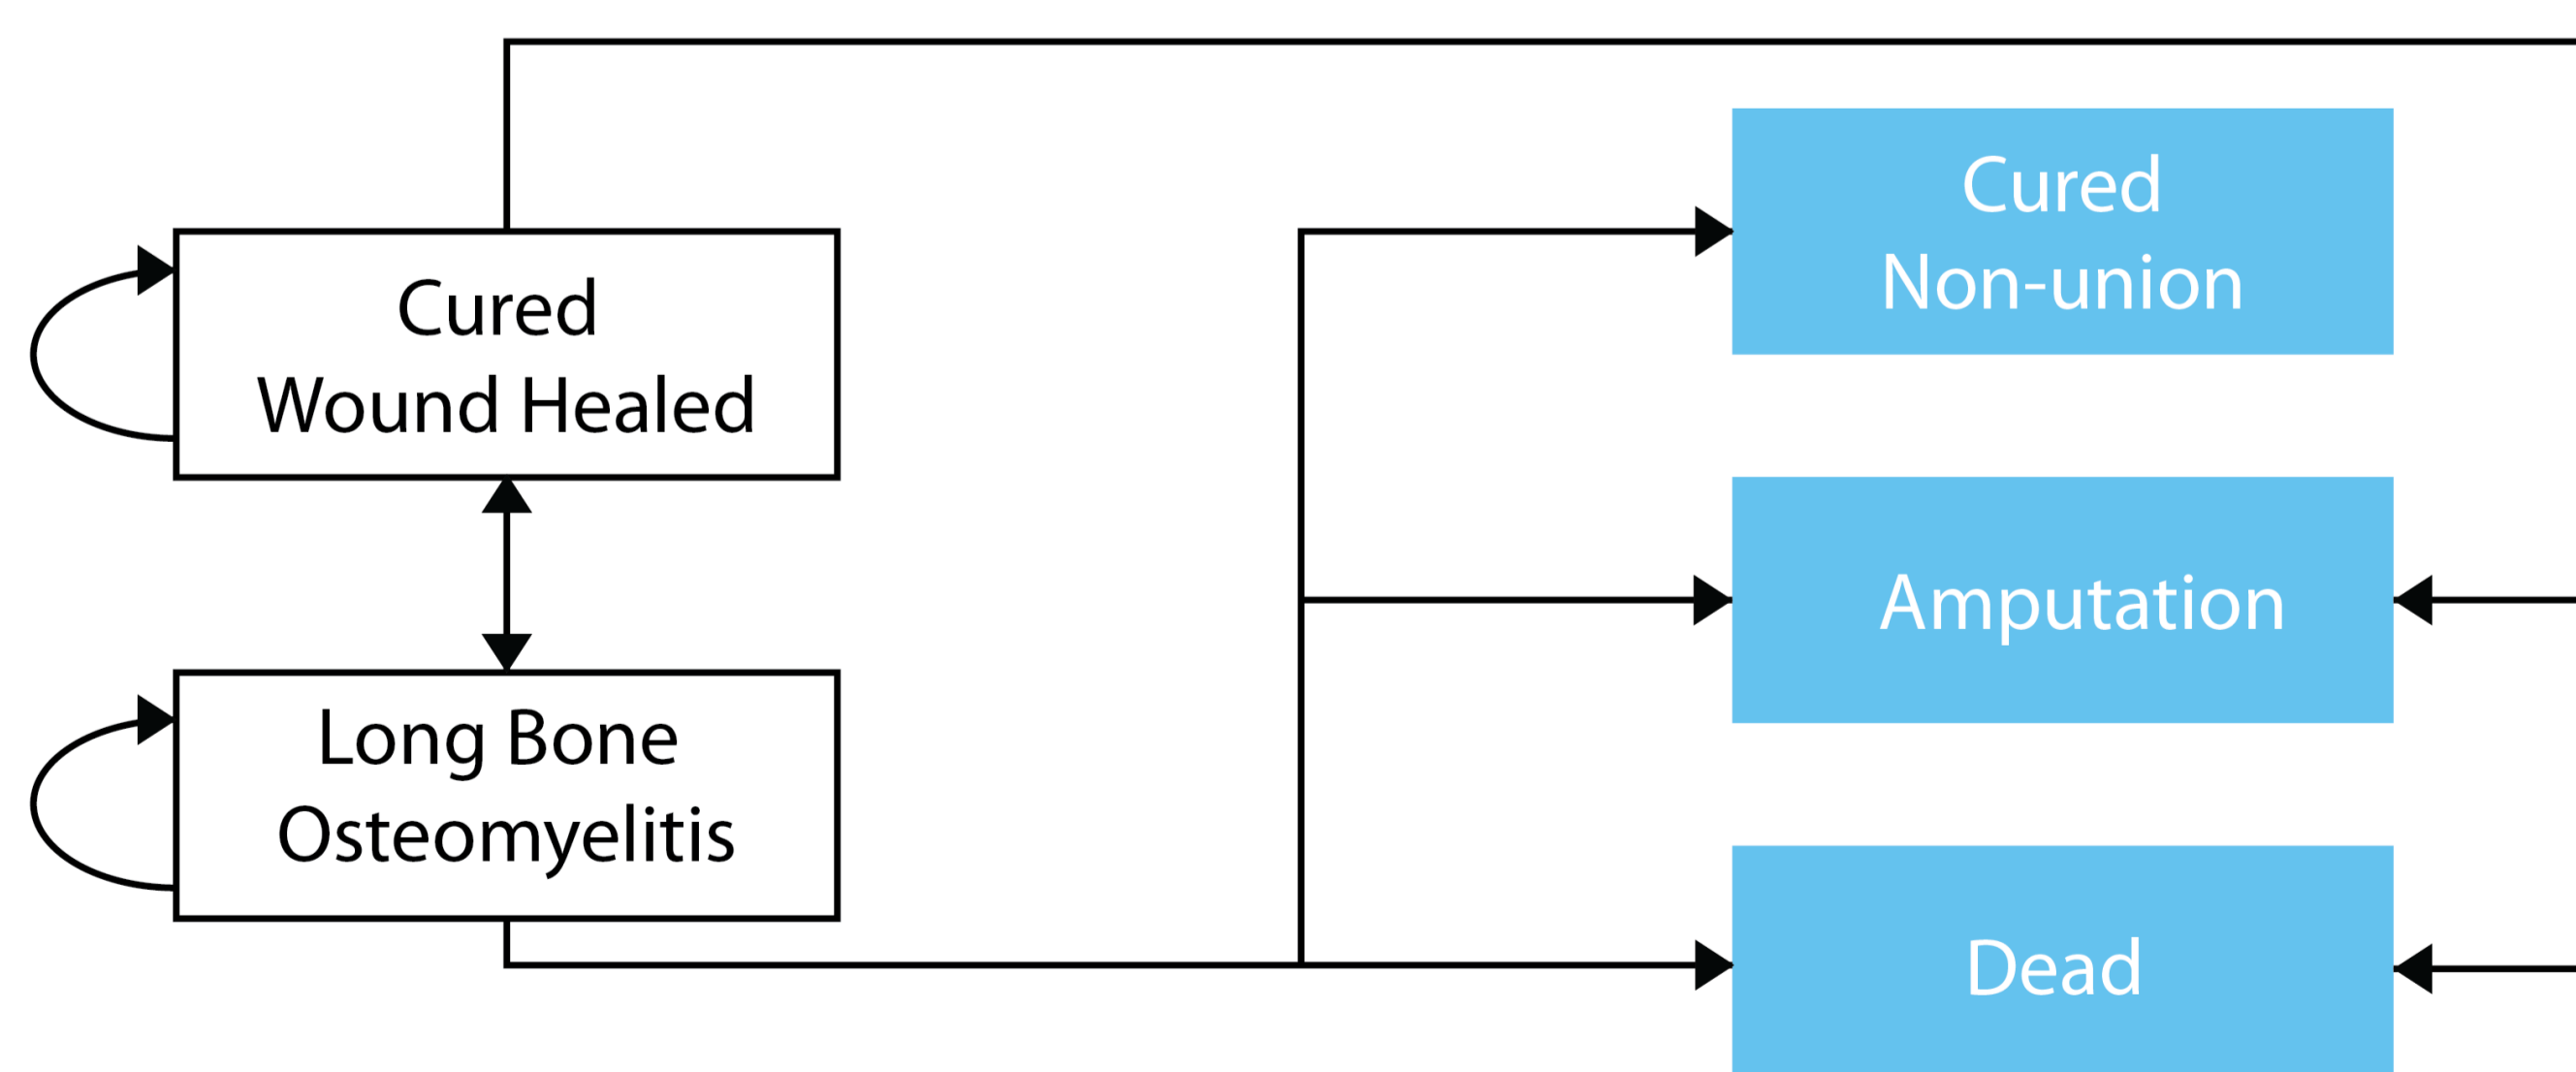 Cured
Wound Healed
Long Bone
Osteomyelitis
Cured
Non-union
Amputation
Dead